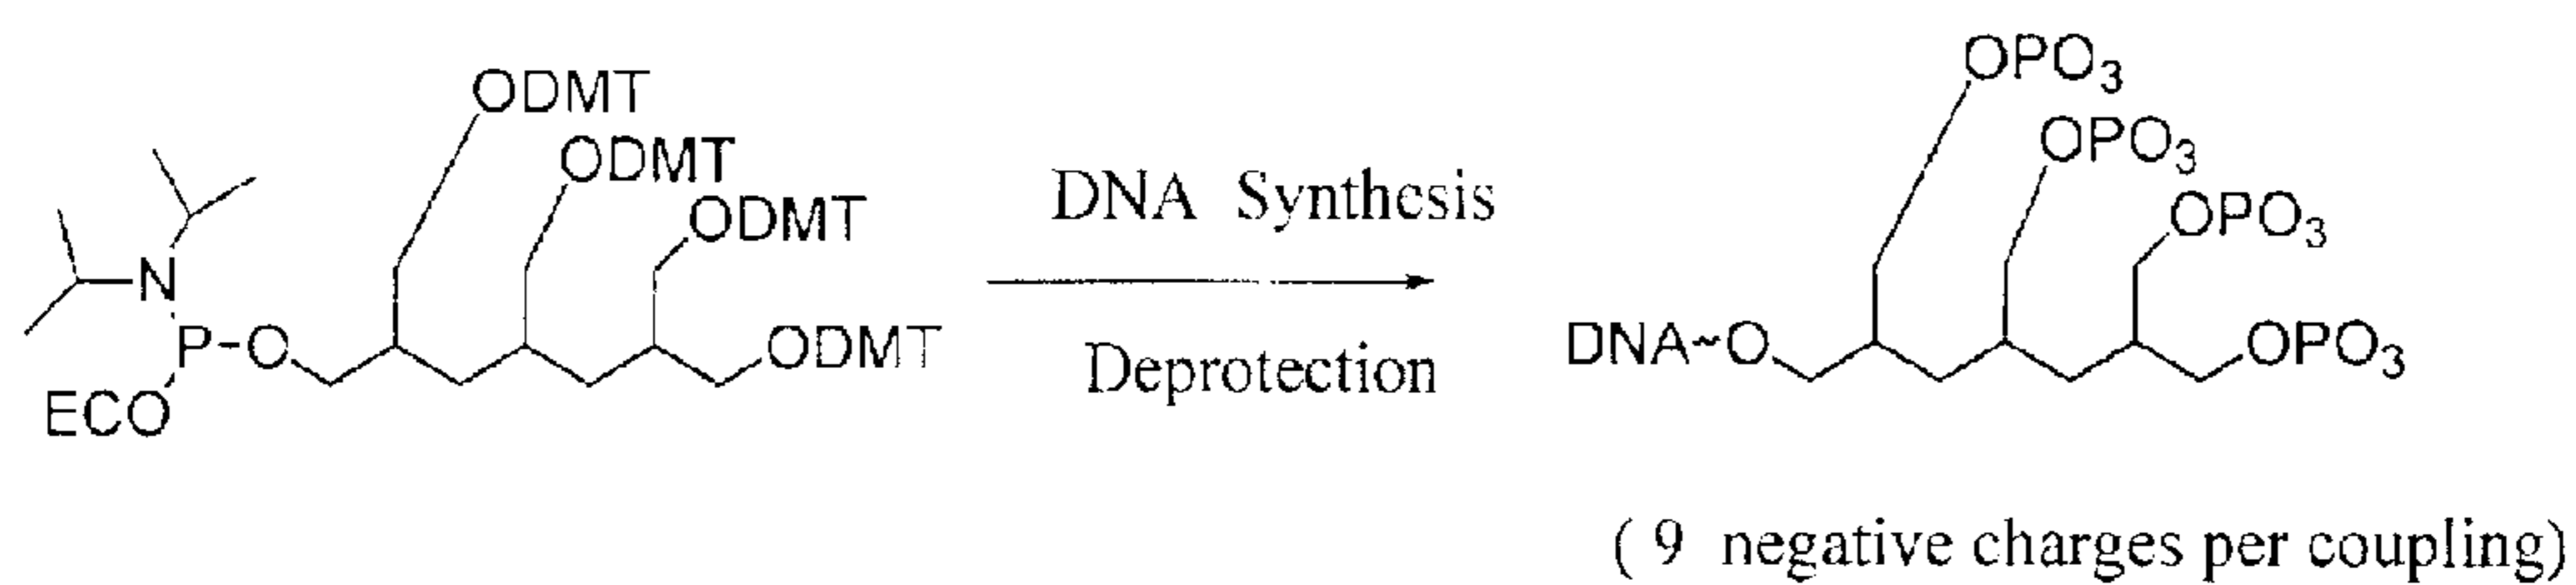 ODMT
ODMT
ODMT
N
P-O
ODMT
ECO
DNA Synthesis
Deprotection
OPO3
OPO3
OPO3
DNA~O
OPO3
( 9 negative charges per coupling)